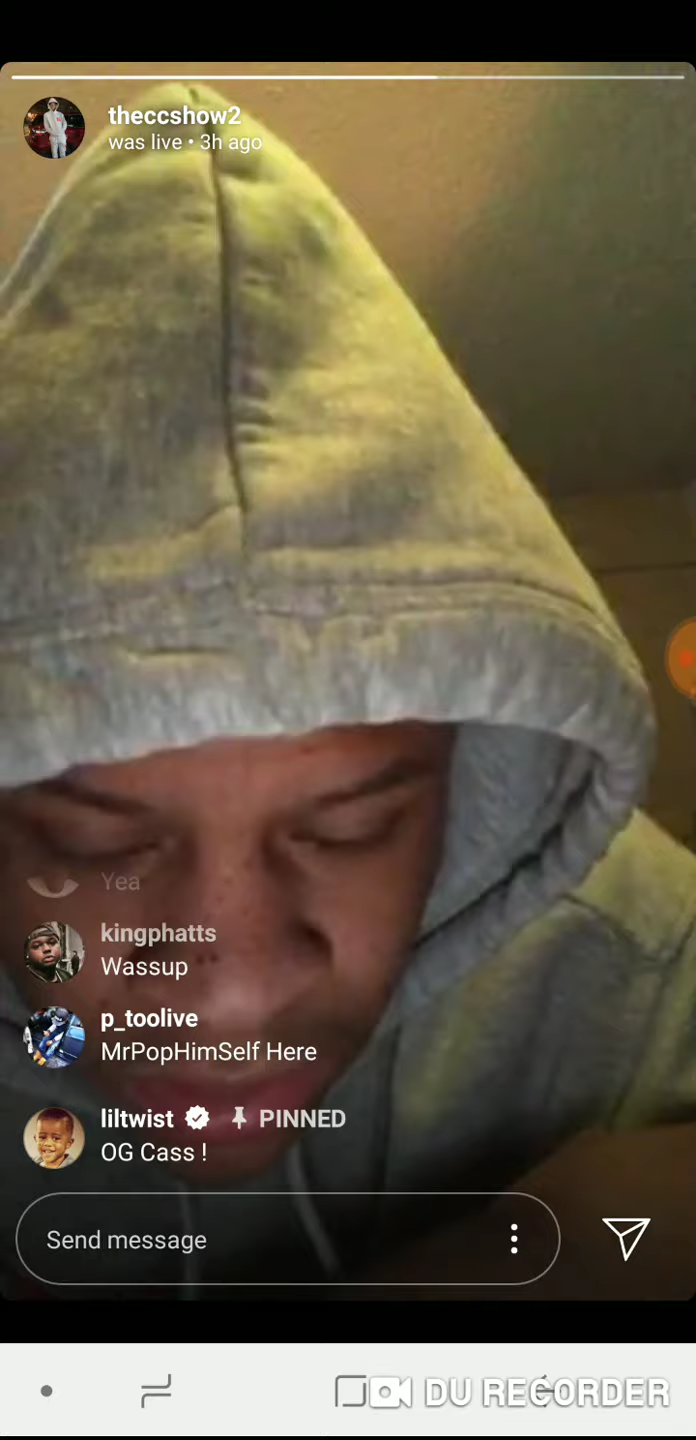 theccshow2
was live • 3h ago
Yea
kingphatts
Wassup
p_toolive
MrPopHimSelf Here
liltwist PINNED
OG Cass !
Send message
DU RECORDER